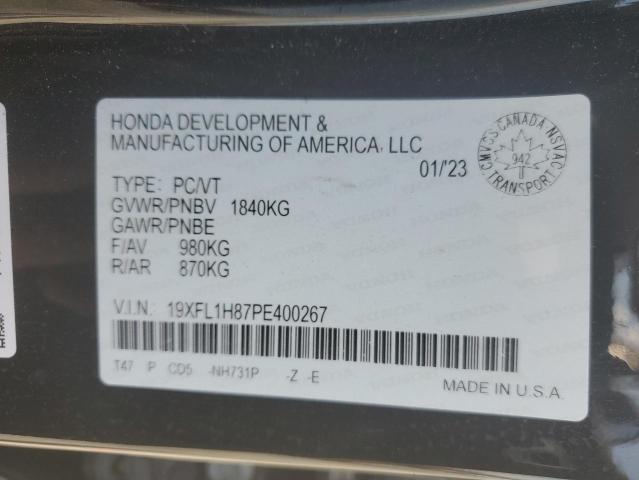 HONDA DEVELOPMENT &
MANUFACTURING OF AMERICA, LLC
01/'23
CMVSS CANADA NSVAC
942
TRANSPORT
TYPE: PC/VT
GVWR/PNBV 1840KG
GAWR/PNBE
F/AV 980KG
R/AR 870KG
V.I.N.: 19XFL1H87PE400267
T47 P CD5 -NH731P -Z -E
MADE IN U.S.A.